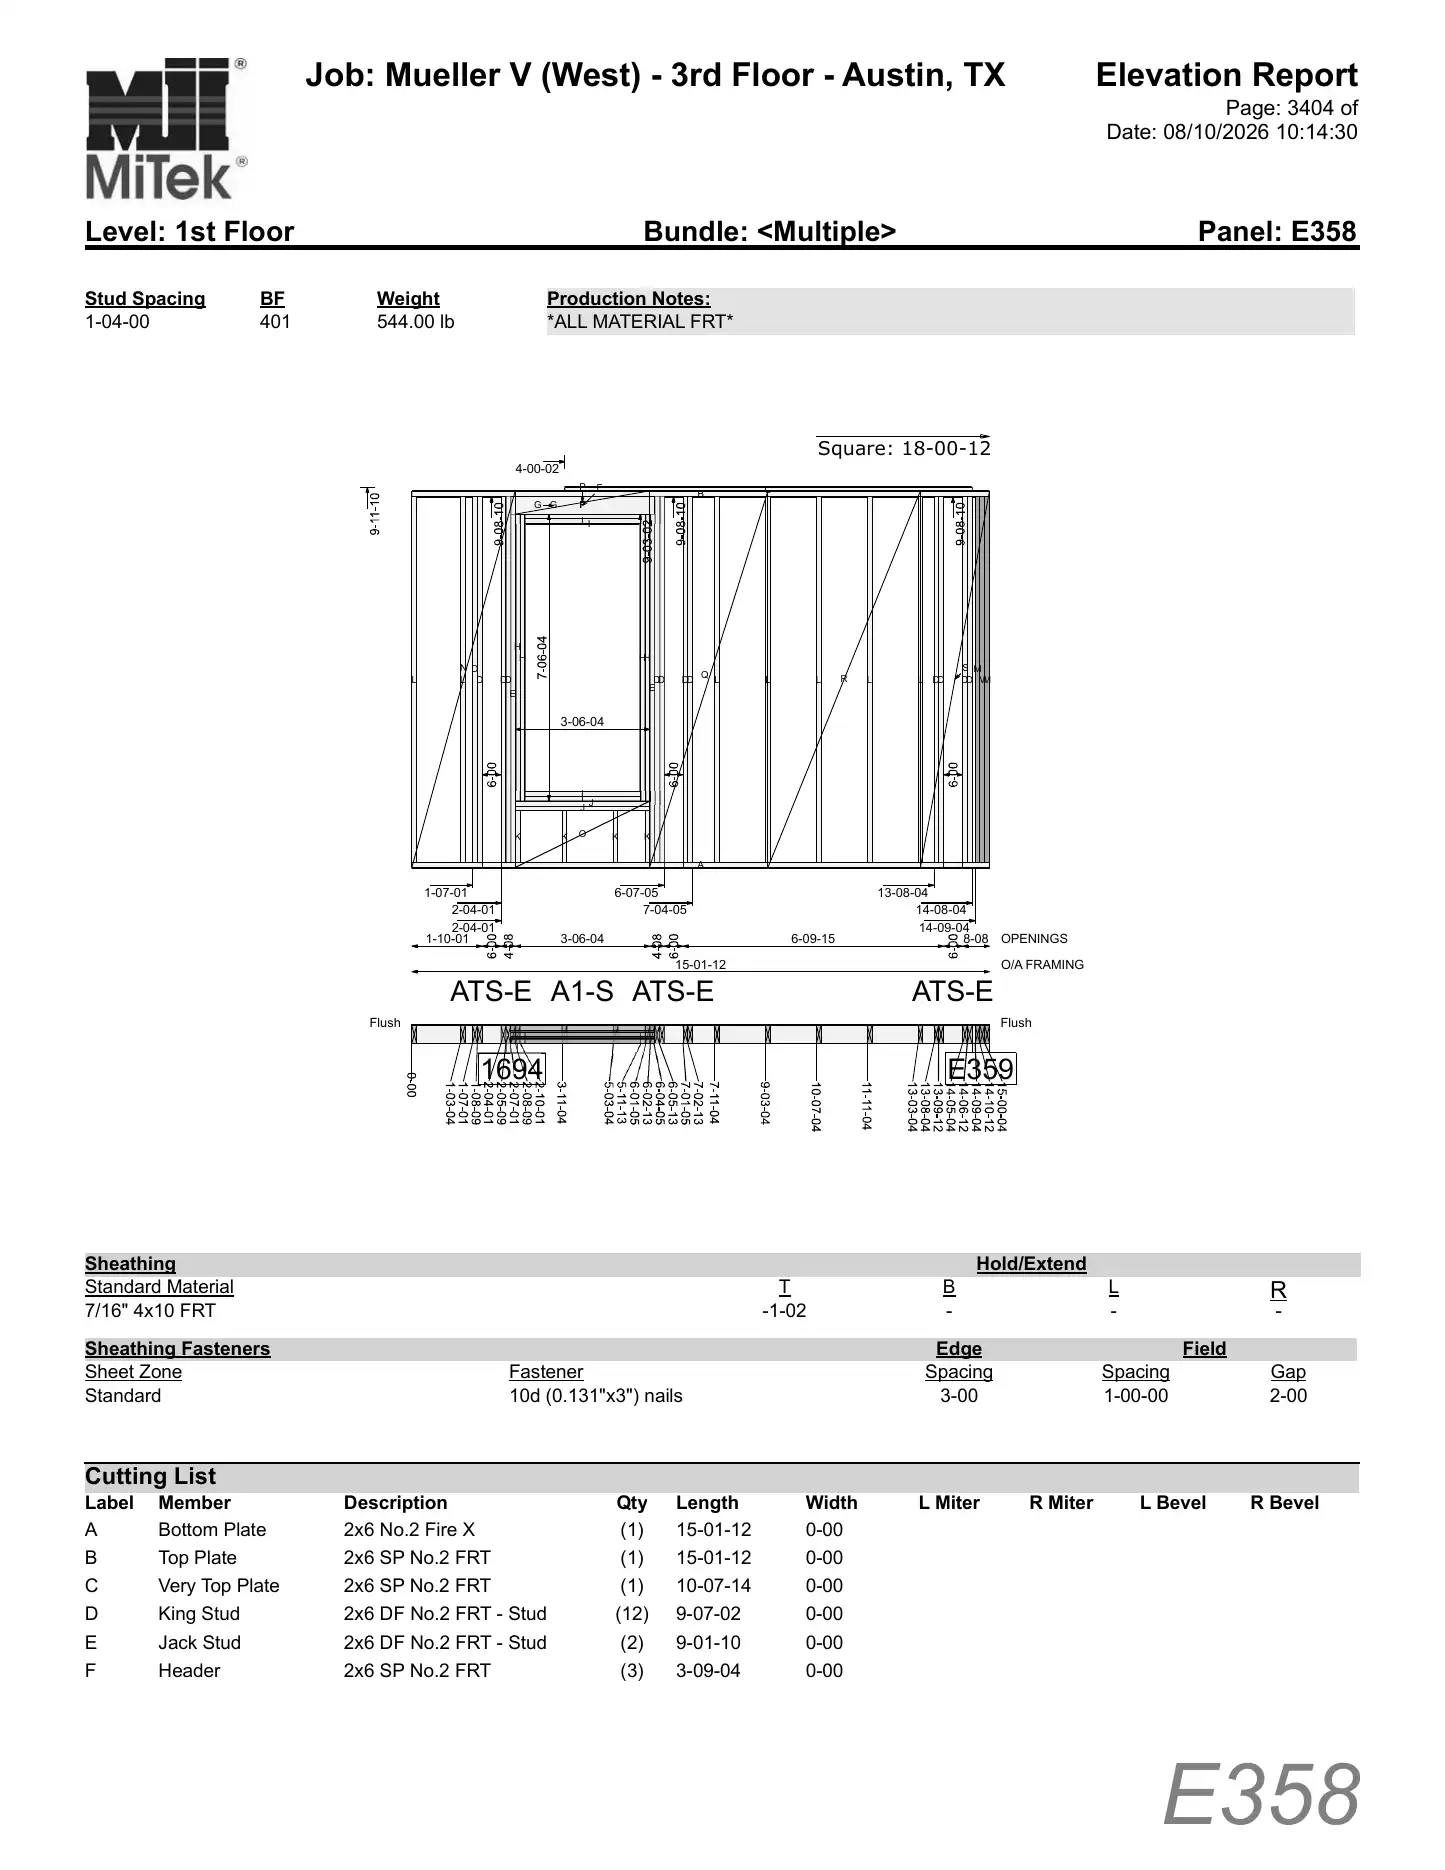 MiTek®
Job: Mueller V (West) - 3rd Floor - Austin, TX
Elevation Report
Page: 3404 of
Date: 08/10/2026 10:14:30
Level: 1st Floor Bundle: <Multiple> Panel: E358
Stud Spacing BF Weight Production Notes:
1-04-00 401 544.00 lb *ALL MATERIAL FRT*
Square: 18-00-12
4-00-02
9-11-10
9-08-10
9-03-02
9-08-10
9-08-10
7-06-04
3-06-04
6-00
6-00
6-00
1-07-01 6-07-05 13-08-04
2-04-01 7-04-05 14-08-04
2-04-01 14-09-04
1-10-01 6-00 4-08 3-06-04 4-08 6-00 6-09-15 6-00 8-08 OPENINGS
15-01-12 O/A FRAMING
ATS-E A1-S ATS-E ATS-E
Flush Flush
1694 E359
0-00 1-03-04 1-07-01 1-08-09 2-04-01 2-05-09 2-07-01 2-08-09 2-10-01 3-11-04 5-03-04 5-11-13 6-01-05 6-02-13 6-04-05 6-05-13 7-01-05 7-02-13 7-11-04 9-03-04 10-07-04 11-11-04 13-03-04 13-08-04 13-09-12 14-05-04 14-06-12 14-09-04 14-10-12 15-00-04
Sheathing Hold/Extend
Standard Material T B L R
7/16" 4x10 FRT -1-02 - - -
Sheathing Fasteners Edge Field
Sheet Zone Fastener Spacing Spacing Gap
Standard 10d (0.131"x3") nails 3-00 1-00-00 2-00
Cutting List
Label Member Description Qty Length Width L Miter R Miter L Bevel R Bevel
A Bottom Plate 2x6 No.2 Fire X (1) 15-01-12 0-00
B Top Plate 2x6 SP No.2 FRT (1) 15-01-12 0-00
C Very Top Plate 2x6 SP No.2 FRT (1) 10-07-14 0-00
D King Stud 2x6 DF No.2 FRT - Stud (12) 9-07-02 0-00
E Jack Stud 2x6 DF No.2 FRT - Stud (2) 9-01-10 0-00
F Header 2x6 SP No.2 FRT (3) 3-09-04 0-00
E358